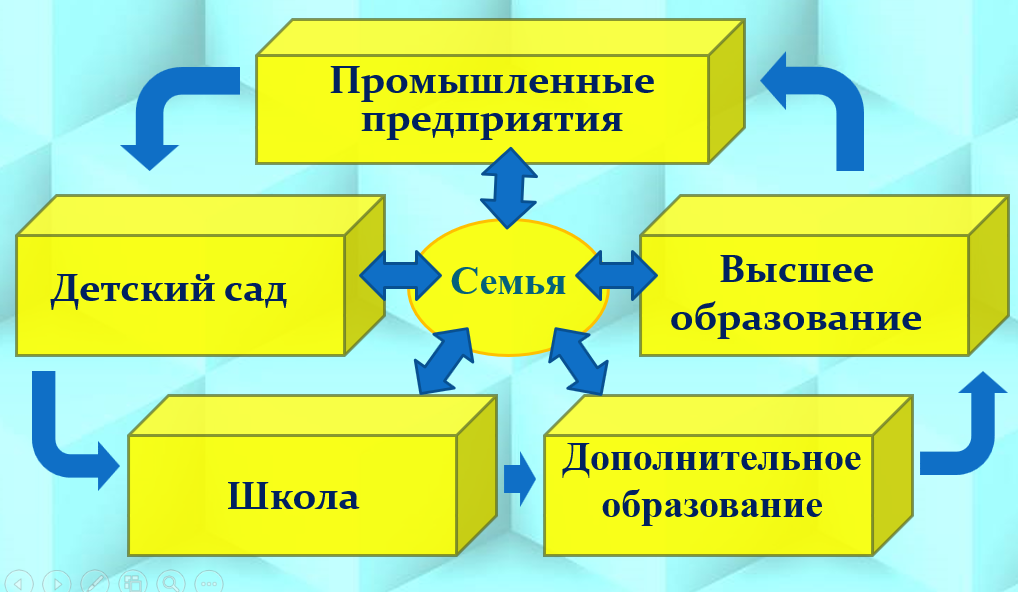 Промышленные
предприятия
Детский сад
Семья
Высшее
образование
Школа
Дополнительное
образование